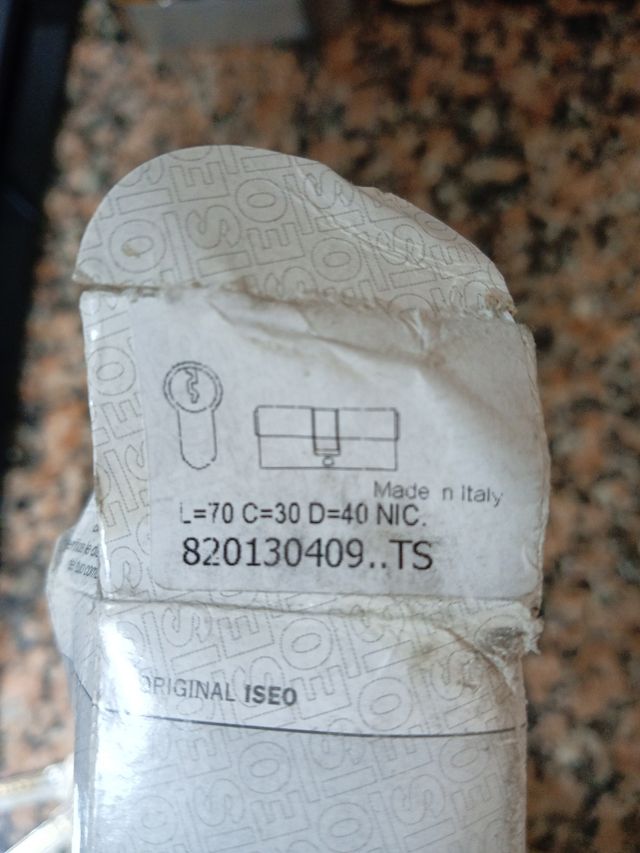 Made n Italy
L=70 C=30 D=40 NIC.
820130409..TS
ORIGINAL ISEO